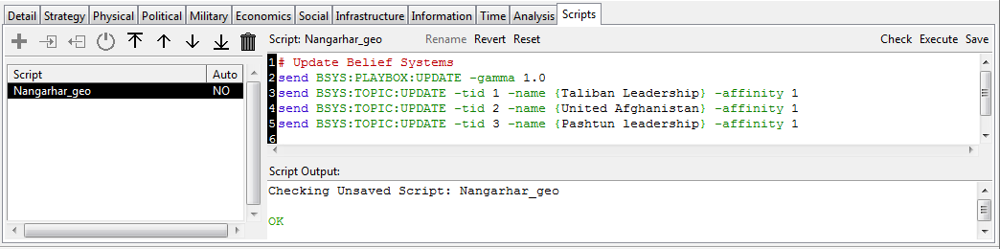 Detail Strategy Physical Political Military Economics Social Infrastructure Information Time Analysis Scripts
Script: Nangarhar_geo Rename Revert Reset Check Execute Save
Script Auto
Nangarhar_geo NO
1 # Update Belief Systems
2 send BSYS:PLAYBOX:UPDATE -gamma 1.0
3 send BSYS:TOPIC:UPDATE -tid 1 -name {Taliban Leadership} -affinity 1
4 send BSYS:TOPIC:UPDATE -tid 2 -name {United Afghanistan} -affinity 1
5 send BSYS:TOPIC:UPDATE -tid 3 -name {Pashtun leadership} -affinity 1
6
Script Output:
Checking Unsaved Script: Nangarhar_geo
OK